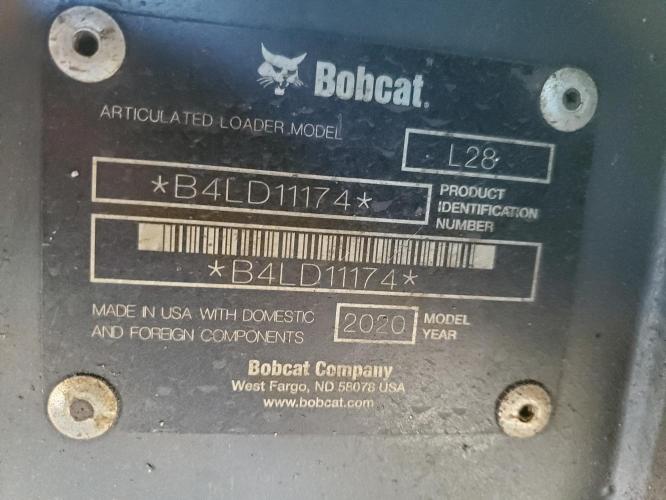 Bobcat.
ARTICULATED LOADER MODEL
L28
*B4LD11174*
PRODUCT
IDENTIFICATION
NUMBER
*B4LD11174*
MADE IN USA WITH DOMESTIC
AND FOREIGN COMPONENTS
2020
MODEL
YEAR
Bobcat Company
West Fargo, ND 58078 USA
www.bobcat.com